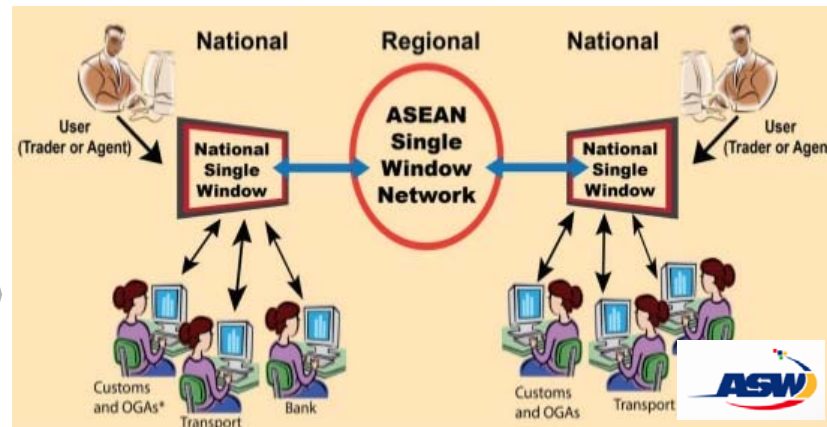 National
Regional
National
User
(Trader or Agent)
National
Single
Window
ASEAN
Single
Window
Network
National
Single
Window
User
(Trader or Agen
Customs
and OGAs*
Transport
Bank
Customs
and OGAs
Transport
ASW